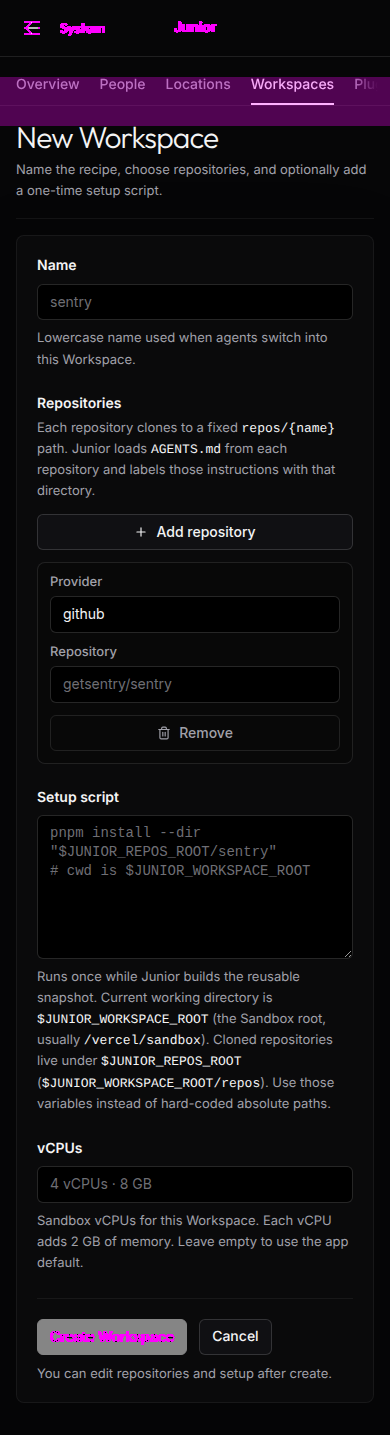 System
Junior
Overview People Locations Workspaces Plu
New Workspace
Name the recipe, choose repositories, and optionally add
a one-time setup script.
Name
sentry
Lowercase name used when agents switch into
this Workspace.
Repositories
Each repository clones to a fixed repos/{name}
path. Junior loads AGENTS.md from each
repository and labels those instructions with that
directory.
+ Add repository
Provider
github
Repository
getsentry/sentry
Remove
Setup script
pnpm install --dir
"$JUNIOR_REPOS_ROOT/sentry"
# cwd is $JUNIOR_WORKSPACE_ROOT
Runs once while Junior builds the reusable
snapshot. Current working directory is
$JUNIOR_WORKSPACE_ROOT (the Sandbox root,
usually /vercel/sandbox). Cloned repositories
live under $JUNIOR_REPOS_ROOT
($JUNIOR_WORKSPACE_ROOT/repos). Use those
variables instead of hard-coded absolute paths.
vCPUs
4 vCPUs · 8 GB
Sandbox vCPUs for this Workspace. Each vCPU
adds 2 GB of memory. Leave empty to use the app
default.
Create Workspace Cancel
You can edit repositories and setup after create.